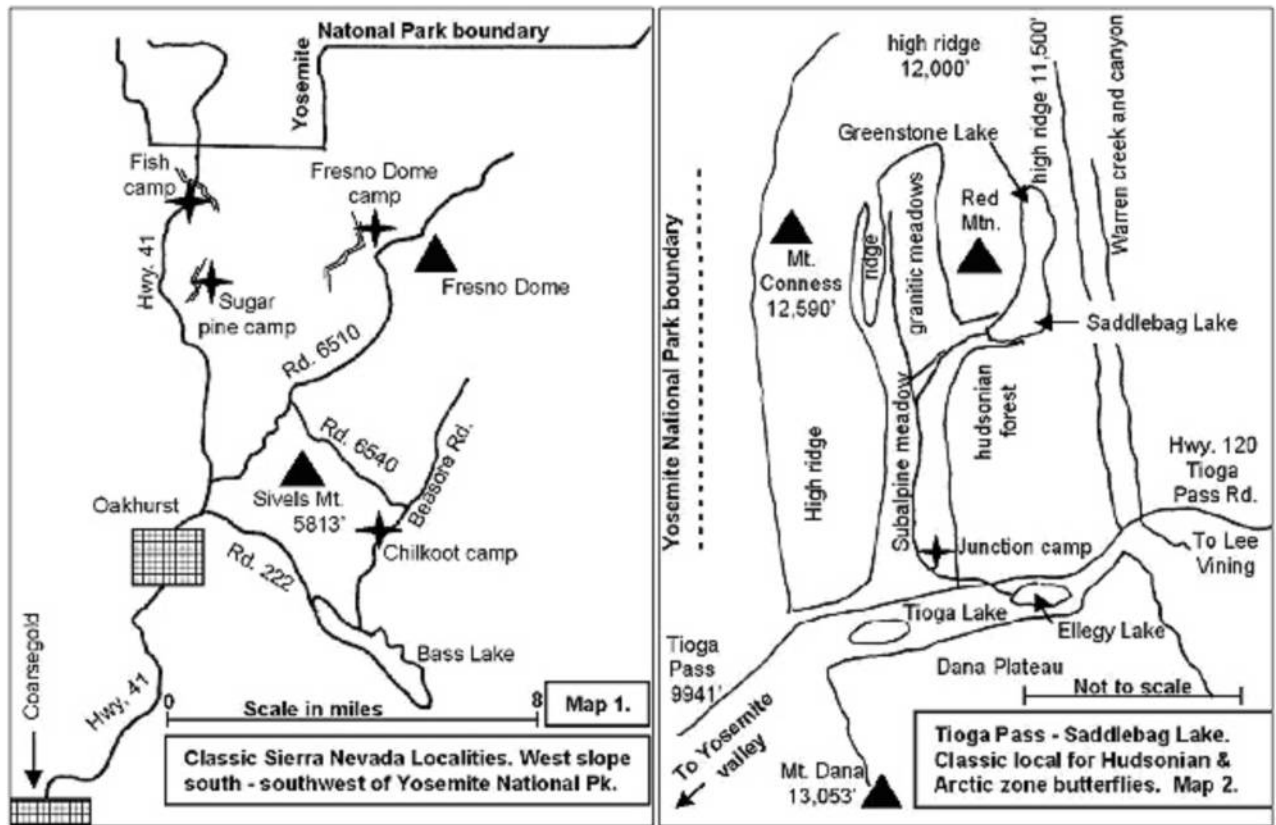 Natonal Park boundary
Yosemite
Fish
camp
Fresno Dome
camp
Hwy. 41
Sugar
pine camp
Fresno Dome
Rd. 6510
Rd. 6540
Beasore Rd.
Sivels Mt.
5813'
Oakhurst
Chilkoot camp
Rd. 222
Bass Lake
Coarsegold
Hwy. 41
0
Scale in miles
8
Map 1.
Classic Sierra Nevada Localities. West slope
south - southwest of Yosemite National Pk.
high ridge
12,000'
high ridge 11,500'
Warren creek and canyon
Greenstone Lake
Yosemite National Park boundary
Mt.
Conness
12,590'
ridge
granitic meadows
Red
Mtn.
Saddlebag Lake
High ridge
Subalpine meadow
hudsonian
forest
Hwy. 120
Tioga
Pass Rd.
Junction camp
To Lee
Vining
Tioga Lake
Ellegy Lake
Tioga
Pass
9941'
Dana Plateau
Not to scale
To Yosemite
valley
Mt. Dana
13,053'
Tioga Pass - Saddlebag Lake.
Classic local for Hudsonian &
Arctic zone butterflies. Map 2.